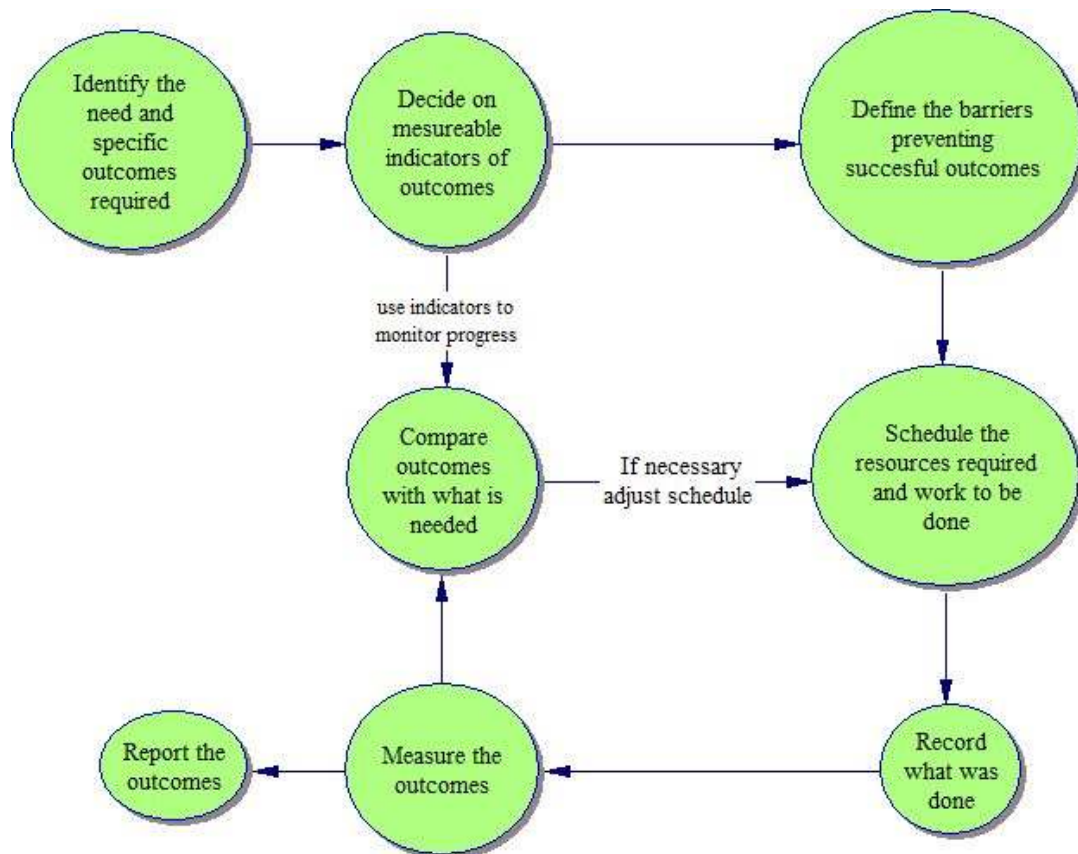 Identify the
need and
specific
outcomes
required
Decide on
mesureable
indicators of
outcomes
Define the barriers
preventing
succesful outcomes
use indicators to
monitor progress
Compare
outcomes
with what is
needed
If necessary
adjust schedule
Schedule the
resources required
and work to be
done
Report the
outcomes
Measure the
outcomes
Record
what was
done